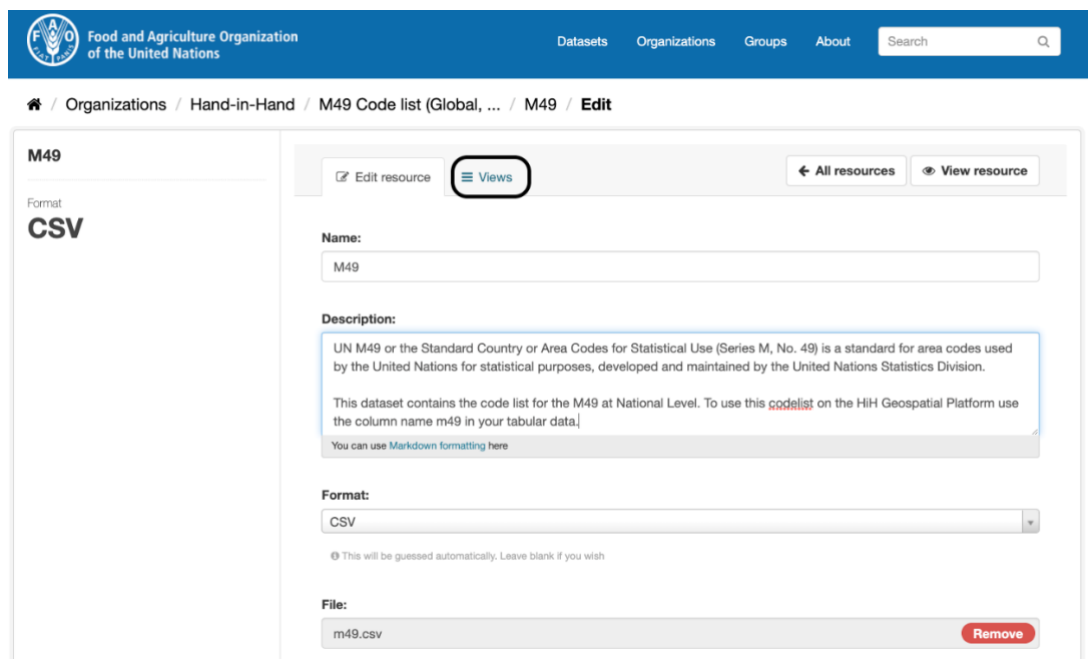 Food and Agriculture Organization
of the United Nations
Datasets Organizations Groups About Search
/ Organizations / Hand-in-Hand / M49 Code list (Global, ... / M49 / Edit
M49
Format
CSV
Edit resource Views All resources View resource
Name:
M49
Description:
UN M49 or the Standard Country or Area Codes for Statistical Use (Series M, No. 49) is a standard for area codes used
by the United Nations for statistical purposes, developed and maintained by the United Nations Statistics Division.
This dataset contains the code list for the M49 at National Level. To use this codelist on the HiH Geospatial Platform use
the column name m49 in your tabular data.
You can use Markdown formatting here
Format:
CSV
This will be guessed automatically. Leave blank if you wish
File:
m49.csv Remove